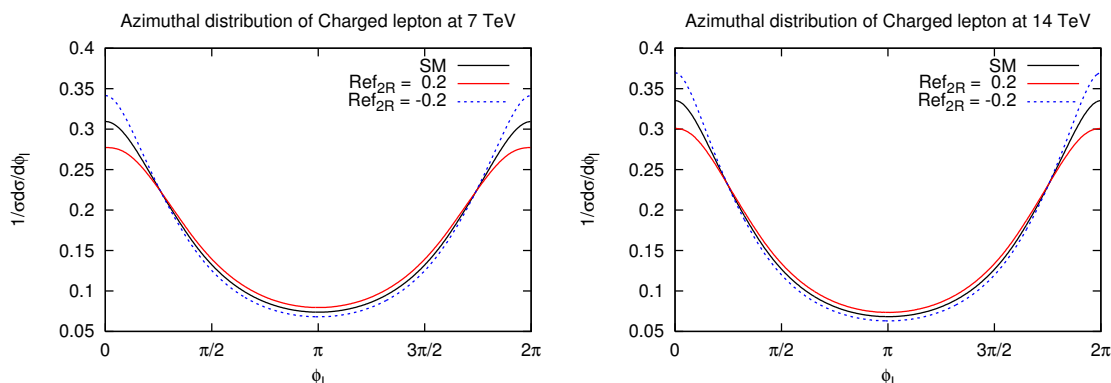 Azimuthal distribution of Charged lepton at 7 TeV
0.4
0.35
0.3
0.25
0.2
0.15
0.1
0.05
1/σdσ/dϕl
SM
Ref2R = 0.2
Ref2R = -0.2
0
π/2
π
3π/2
2π
ϕl
Azimuthal distribution of Charged lepton at 14 TeV
0.4
0.35
0.3
0.25
0.2
0.15
0.1
0.05
1/σdσ/dϕl
SM
Ref2R = 0.2
Ref2R = -0.2
0
π/2
π
3π/2
2π
ϕl